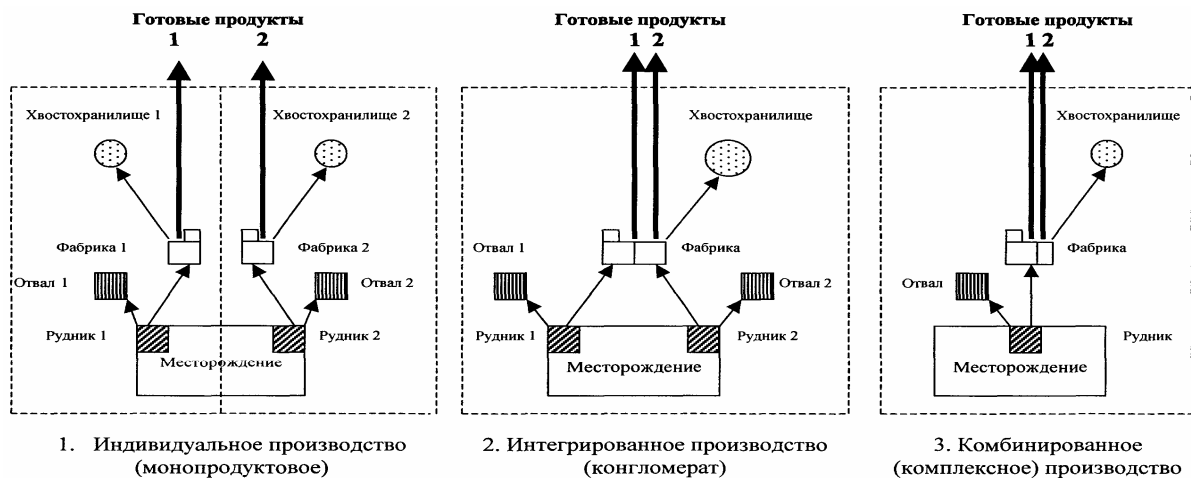 Готовые продукты
1 2
Хвостохранилище 1
Хвостохранилище 2
Фабрика 1
Фабрика 2
Отвал 1
Отвал 2
Рудник 1
Рудник 2
Месторождение
1. Индивидуальное производство
(монопродуктовое)
Готовые продукты
1 2
Хвостохранилище
Отвал 1
Фабрика
Отвал 2
Рудник 1
Рудник 2
Месторождение
2. Интегрированное производство
(конгломерат)
Готовые продукты
1 2
Хвостохранилище
Фабрика
Отвал
Рудник
Месторождение
3. Комбинированное
(комплексное) производство